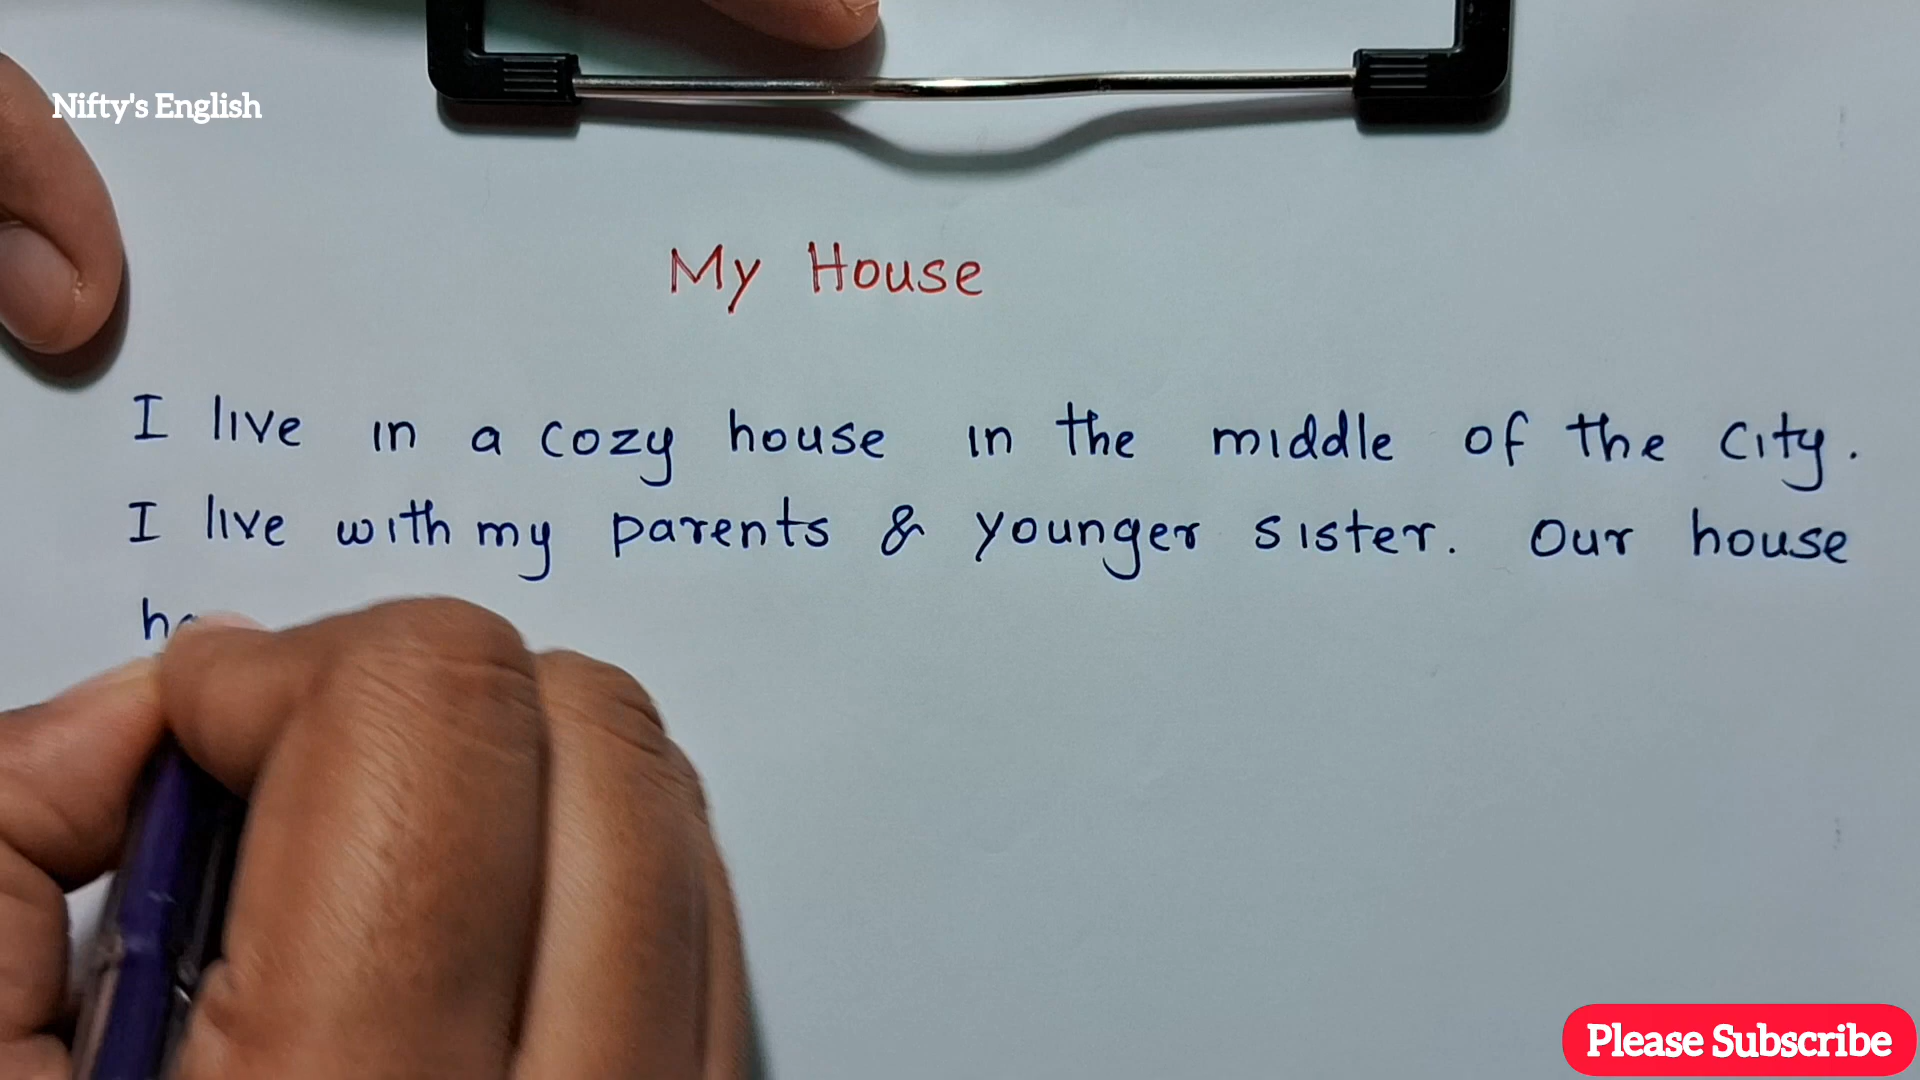 Nifty's English
My House
I live in a cozy house in the middle of the city.
I live with my parents & younger sister. Our house
Please Subscribe